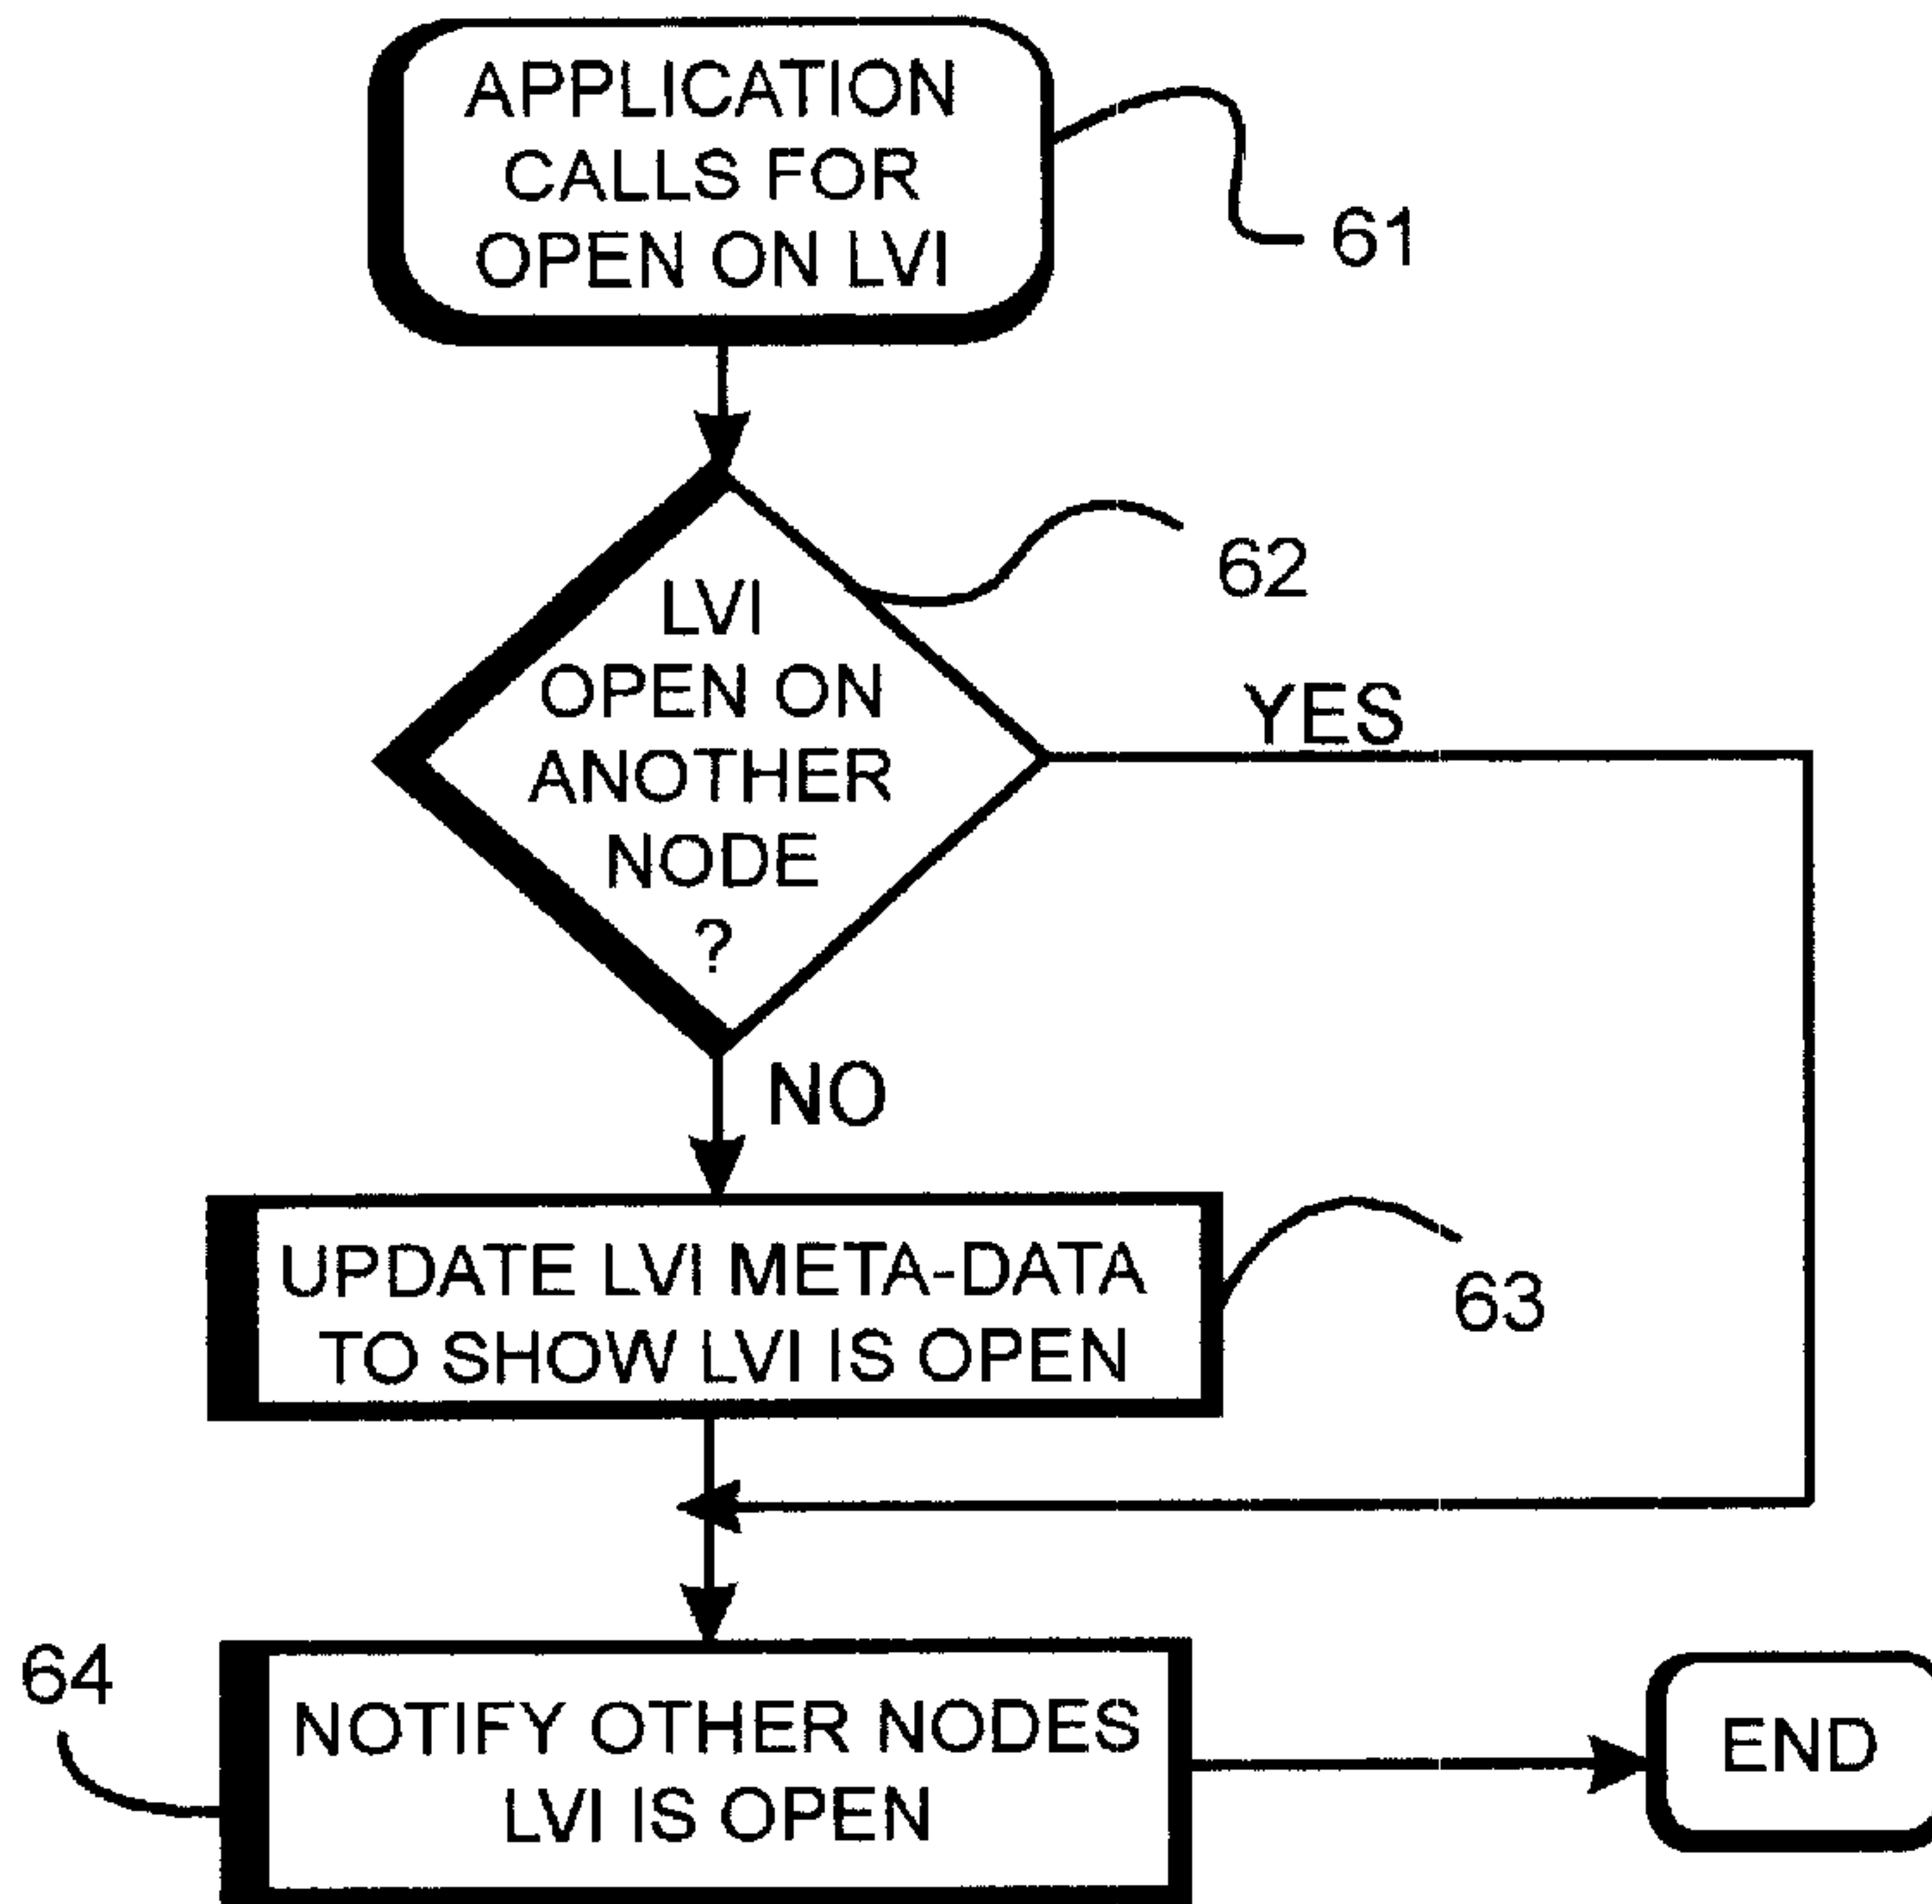 APPLICATION
CALLS FOR
OPEN ON LVI
61
LVI
OPEN ON
ANOTHER
NODE
?
62
YES
NO
UPDATE LVI META-DATA
TO SHOW LVI IS OPEN
63
64
NOTIFY OTHER NODES
LVI IS OPEN
END